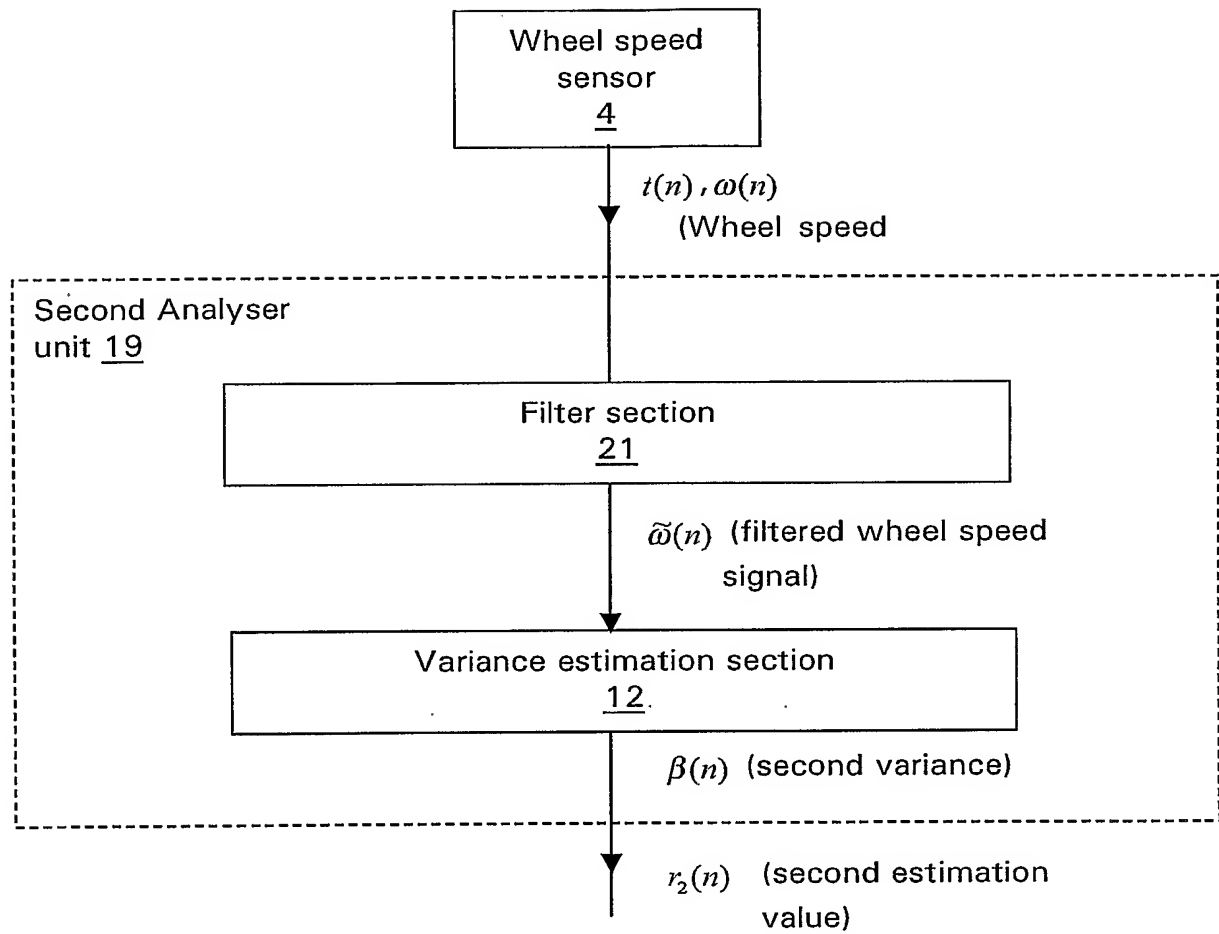 Wheel speed
sensor
4
t(n), ω(n)
(Wheel speed
Second Analyser
unit 19
Filter section
21
ω̃(n) (filtered wheel speed
signal)
Variance estimation section
12
β(n) (second variance)
r₂(n) (second estimation
value)